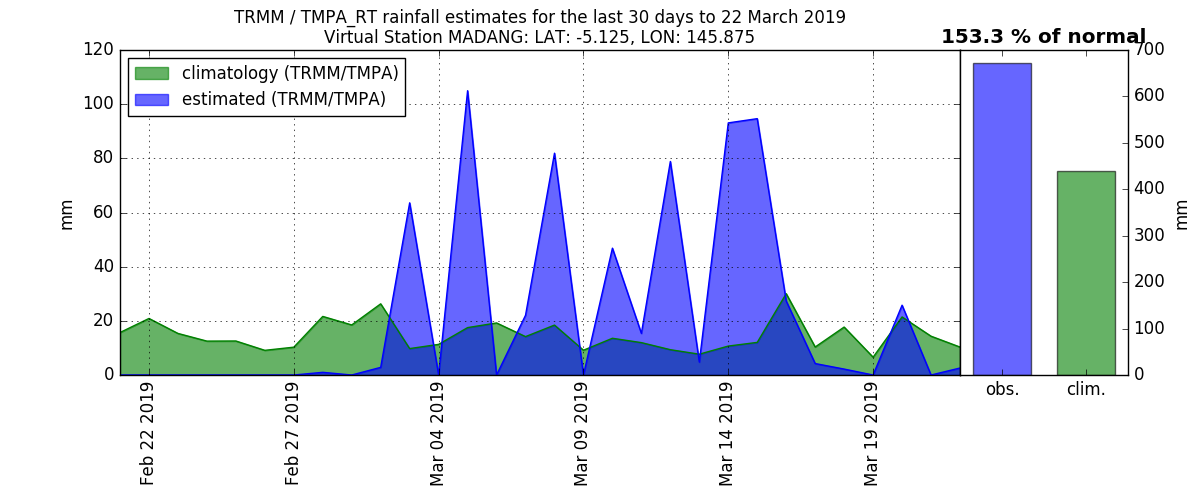 TRMM / TMPA_RT rainfall estimates for the last 30 days to 22 March 2019
Virtual Station MADANG: LAT: -5.125, LON: 145.875
153.3 % of normal
climatology (TRMM/TMPA)
estimated (TRMM/TMPA)
mm
120
100
80
60
40
20
0
Feb 22 2019
Feb 27 2019
Mar 04 2019
Mar 09 2019
Mar 14 2019
Mar 19 2019
obs.
clim.
700
600
500
400
300
200
100
0
mm